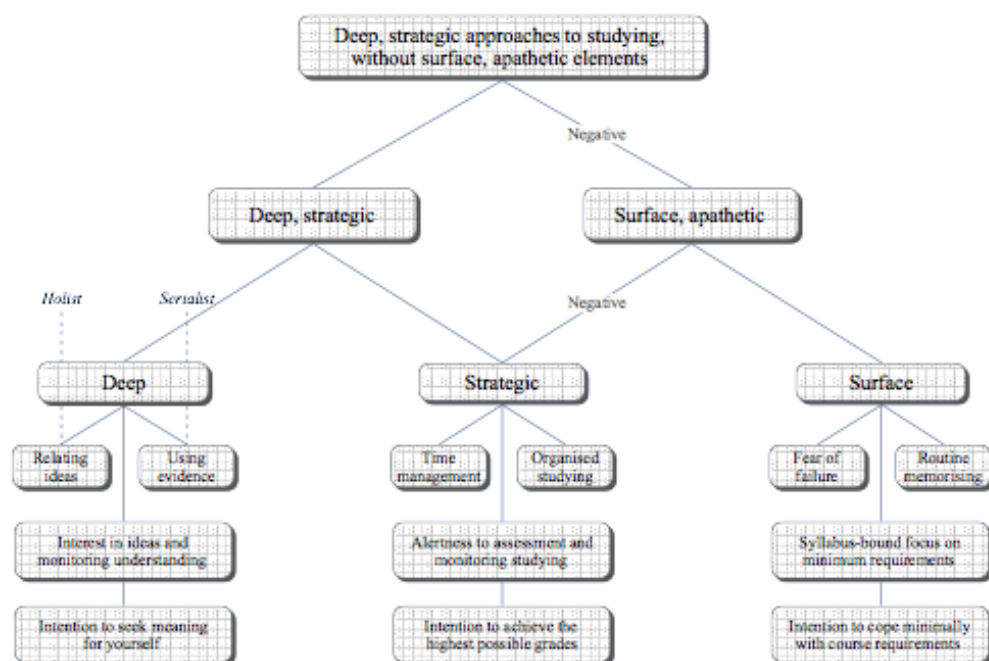 Deep, strategic approaches to studying,
without surface, apathetic elements
Negative
Deep, strategic
Surface, apathetic
Holist
Serialist
Negative
Deep
Strategic
Surface
Relating
ideas
Using
evidence
Time
management
Organised
studying
Fear of
failure
Routine
memorising
Interest in ideas and
monitoring understanding
Alertness to assessment and
monitoring studying
Syllabus-bound focus on
minimum requirements
Intention to seek meaning
for yourself
Intention to achieve the
highest possible grades
Intention to cope minimally
with course requirements